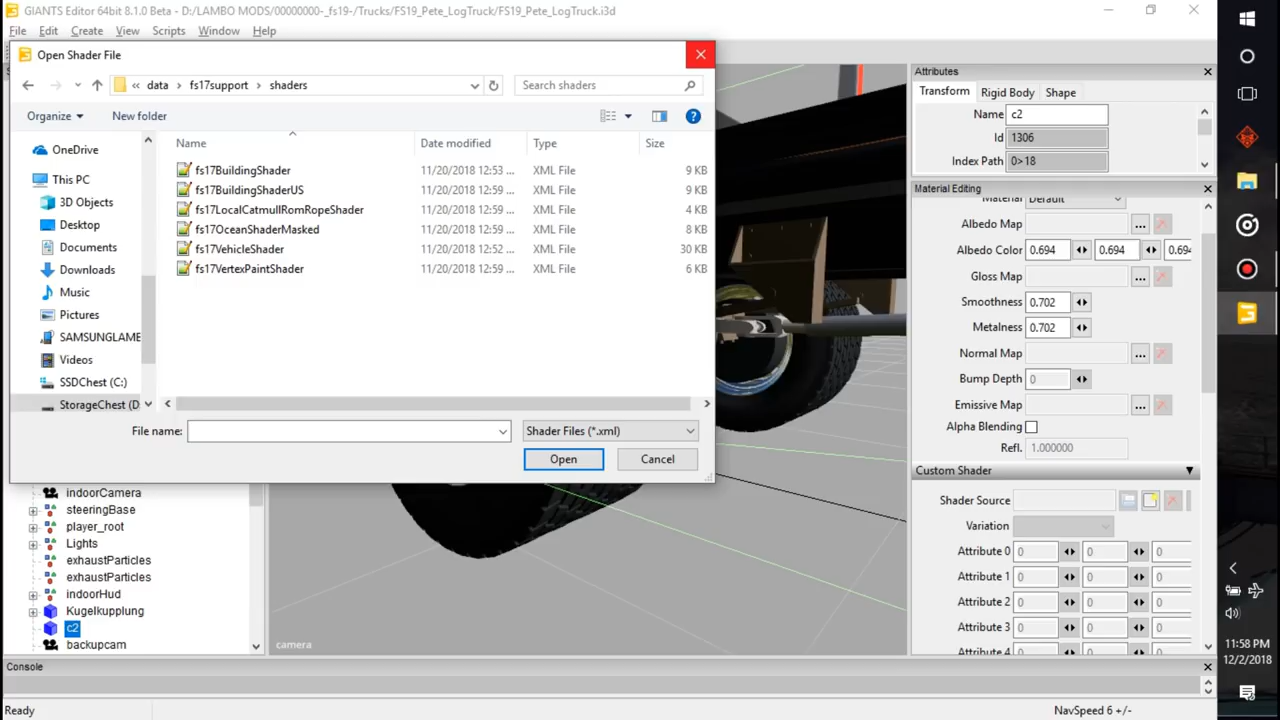 GIANTS Editor 64bit 8.1.0 Beta - D:/LAMBO MODS/00000000-_fs19-/Trucks/FS19_Pete_LogTruck/FS19_Pete_LogTruck.i3d
File Edit Create View Scripts Window Help
Open Shader File
« data > fs17support > shaders
Search shaders
Organize New folder
Name Date modified Type Size
fs17BuildingShader 11/20/2018 12:53 ... XML File 9 KB
fs17BuildingShaderUS 11/20/2018 12:59 ... XML File 9 KB
fs17LocalCatmullRomRopeShader 11/20/2018 12:59 ... XML File 4 KB
fs17OceanShaderMasked 11/20/2018 12:59 ... XML File 8 KB
fs17VehicleShader 11/20/2018 12:52 ... XML File 30 KB
fs17VertexPaintShader 11/20/2018 12:59 ... XML File 6 KB
OneDrive
This PC
3D Objects
Desktop
Documents
Downloads
Music
Pictures
SAMSUNGLAME
Videos
SSDChest (C:)
StorageChest (D:
File name:
Shader Files (*.xml)
Open Cancel
indoorCamera
steeringBase
player_root
Lights
exhaustParticles
exhaustParticles
indoorHud
Kugelkupplung
c2
backupcam
camera
Attributes
Transform Rigid Body Shape
Name c2
Id 1306
Index Path 0>18
Material Editing
Material Default
Albedo Map ...
Albedo Color 0.694 0.694 0.694
Gloss Map ...
Smoothness 0.702
Metalness 0.702
Normal Map ...
Bump Depth 0
Emissive Map ...
Alpha Blending
Refl. 1.000000
Custom Shader
Shader Source
Variation
Attribute 0 0 0 0
Attribute 1 0 0 0
Attribute 2 0 0 0
Attribute 3 0 0 0
Attribute 4 0 0 0
Console
Ready
NavSpeed 6 +/-
11:58 PM
12/2/2018